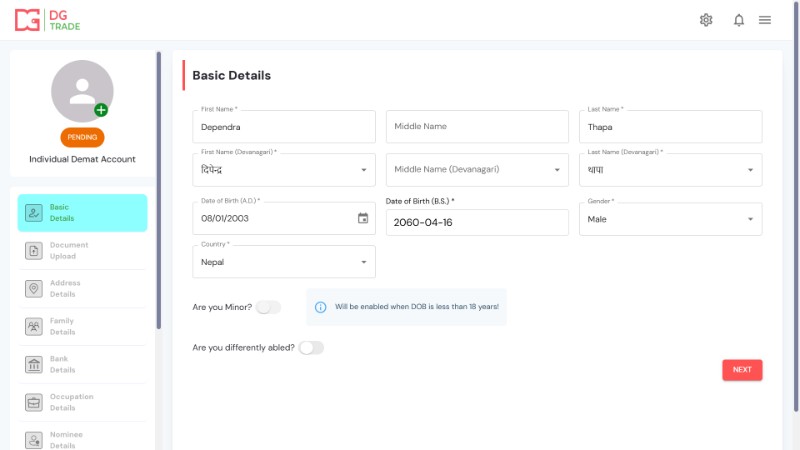 DG
TRADE
PENDING
Individual Demat Account
Basic
Details
Document
Upload
Address
Details
Family
Details
Bank
Details
Occupation
Details
Nominee
Details
Basic Details
First Name *
Dependra
Middle Name
Last Name *
Thapa
First Name (Devanagari) *
दिपेन्द्र
Middle Name (Devanagari)
Last Name (Devanagari) *
थापा
Date of Birth (A.D.) *
08/01/2003
Date of Birth (B.S.) *
2060-04-16
Gender *
Male
Country *
Nepal
Are you Minor?
Will be enabled when DOB is less than 18 years!
Are you differently abled?
NEXT